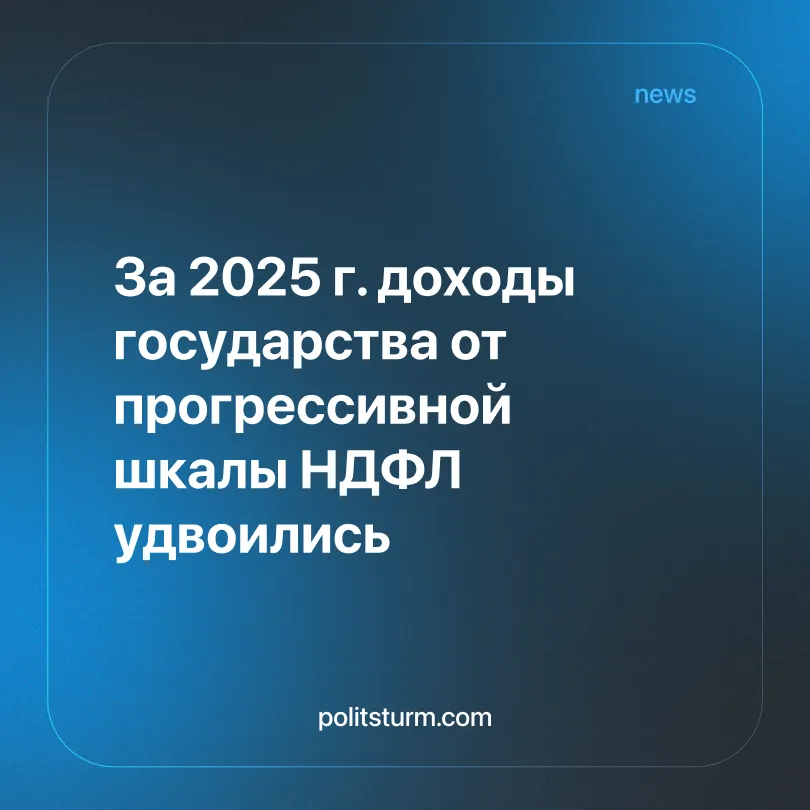 news
За 2025 г. доходы
государства от
прогрессивной
шкалы НДФЛ
удвоились
politsturm.com